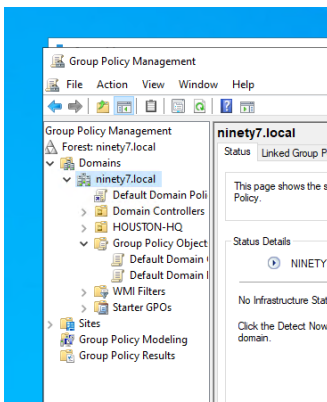 Group Policy Management
File Action View Window Help
Group Policy Management
Forest: ninety7.local
Domains
ninety7.local
Default Domain Poli
Domain Controllers
HOUSTON-HQ
Group Policy Object
Default Domain
Default Domain
WMI Filters
Starter GPOs
Sites
Group Policy Modeling
Group Policy Results
ninety7.local
Status Linked Group P
This page shows the s
Policy.
Status Details
NINETY
No Infrastructure Stat
Click the Detect Now
domain.